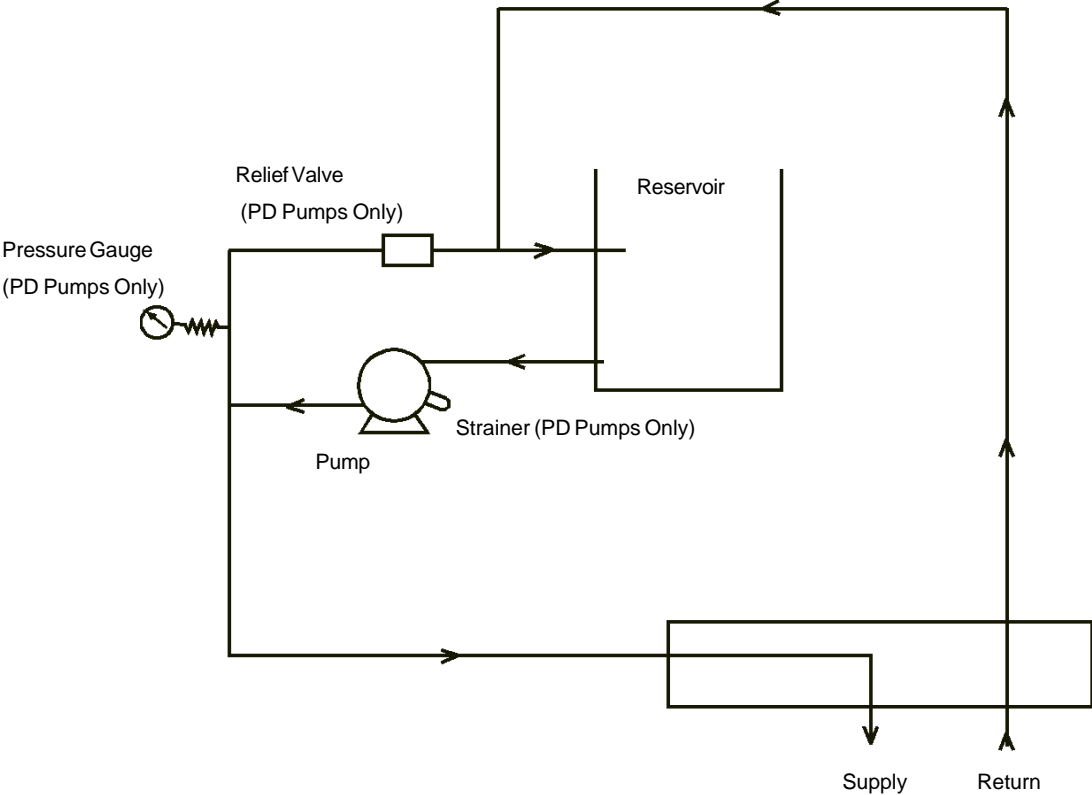 Relief Valve
(PD Pumps Only)
Reservoir
Pressure Gauge
(PD Pumps Only)
Strainer (PD Pumps Only)
Pump
Supply
Return